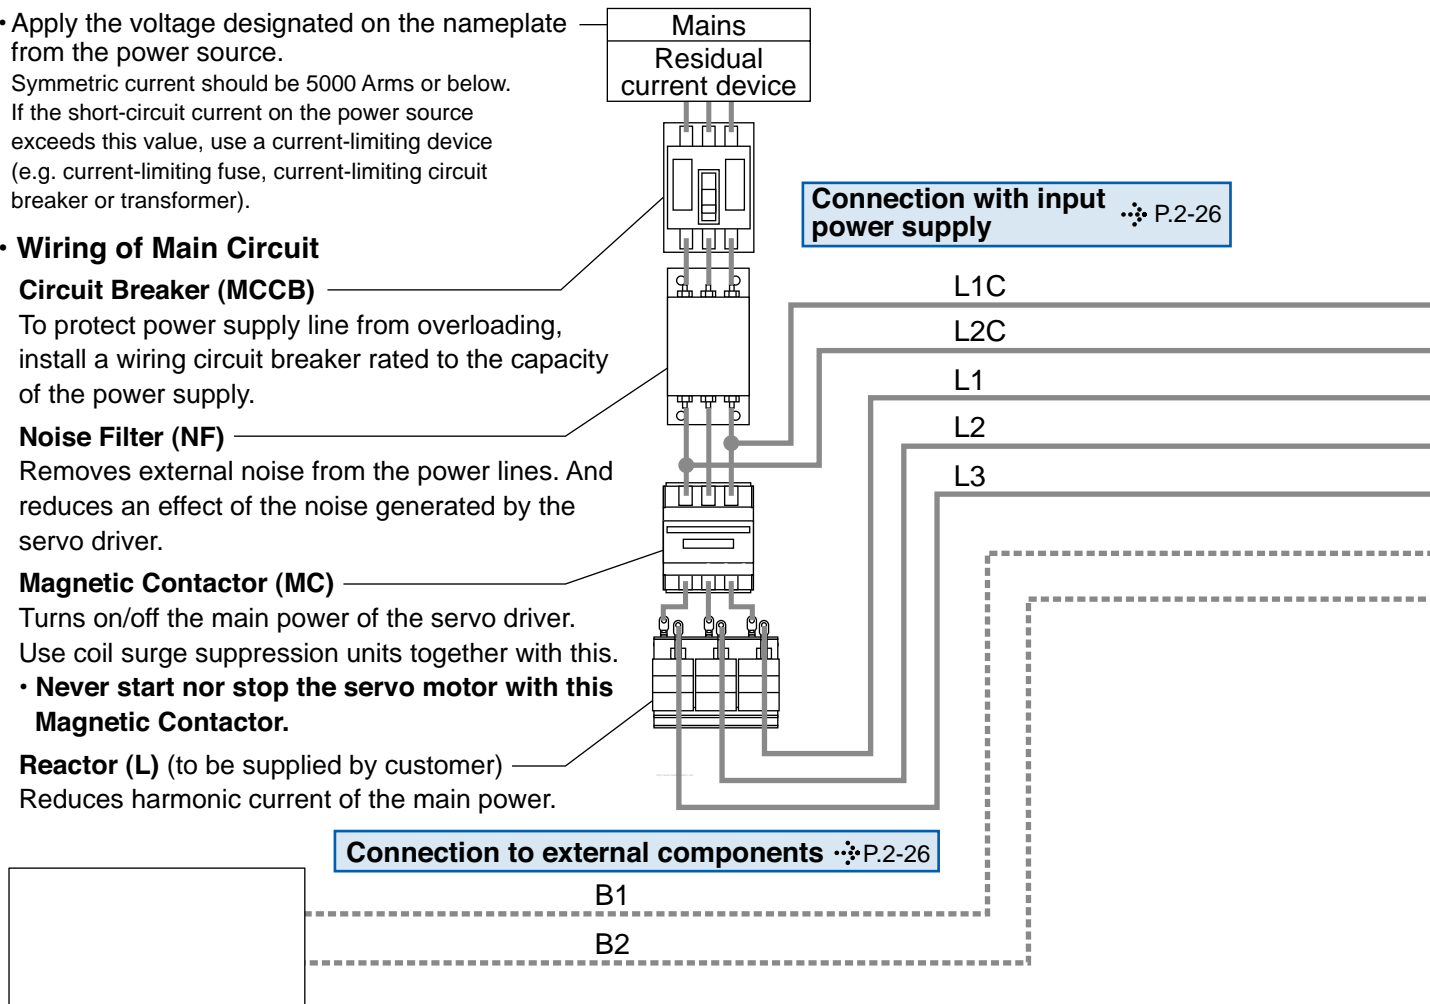 ・Apply the voltage designated on the nameplate
from the power source.
Symmetric current should be 5000 Arms or below.
If the short-circuit current on the power source
exceeds this value, use a current-limiting device
(e.g. current-limiting fuse, current-limiting circuit
breaker or transformer).
・Wiring of Main Circuit
Circuit Breaker (MCCB)
To protect power supply line from overloading,
install a wiring circuit breaker rated to the capacity
of the power supply.
Noise Filter (NF)
Removes external noise from the power lines. And
reduces an effect of the noise generated by the
servo driver.
Magnetic Contactor (MC)
Turns on/off the main power of the servo driver.
Use coil surge suppression units together with this.
・Never start nor stop the servo motor with this
Magnetic Contactor.
Reactor (L) (to be supplied by customer)
Reduces harmonic current of the main power.
Mains
Residual
current device
Connection with input
power supply P.2-26
L1C
L2C
L1
L2
L3
Connection to external components P.2-26
B1
B2